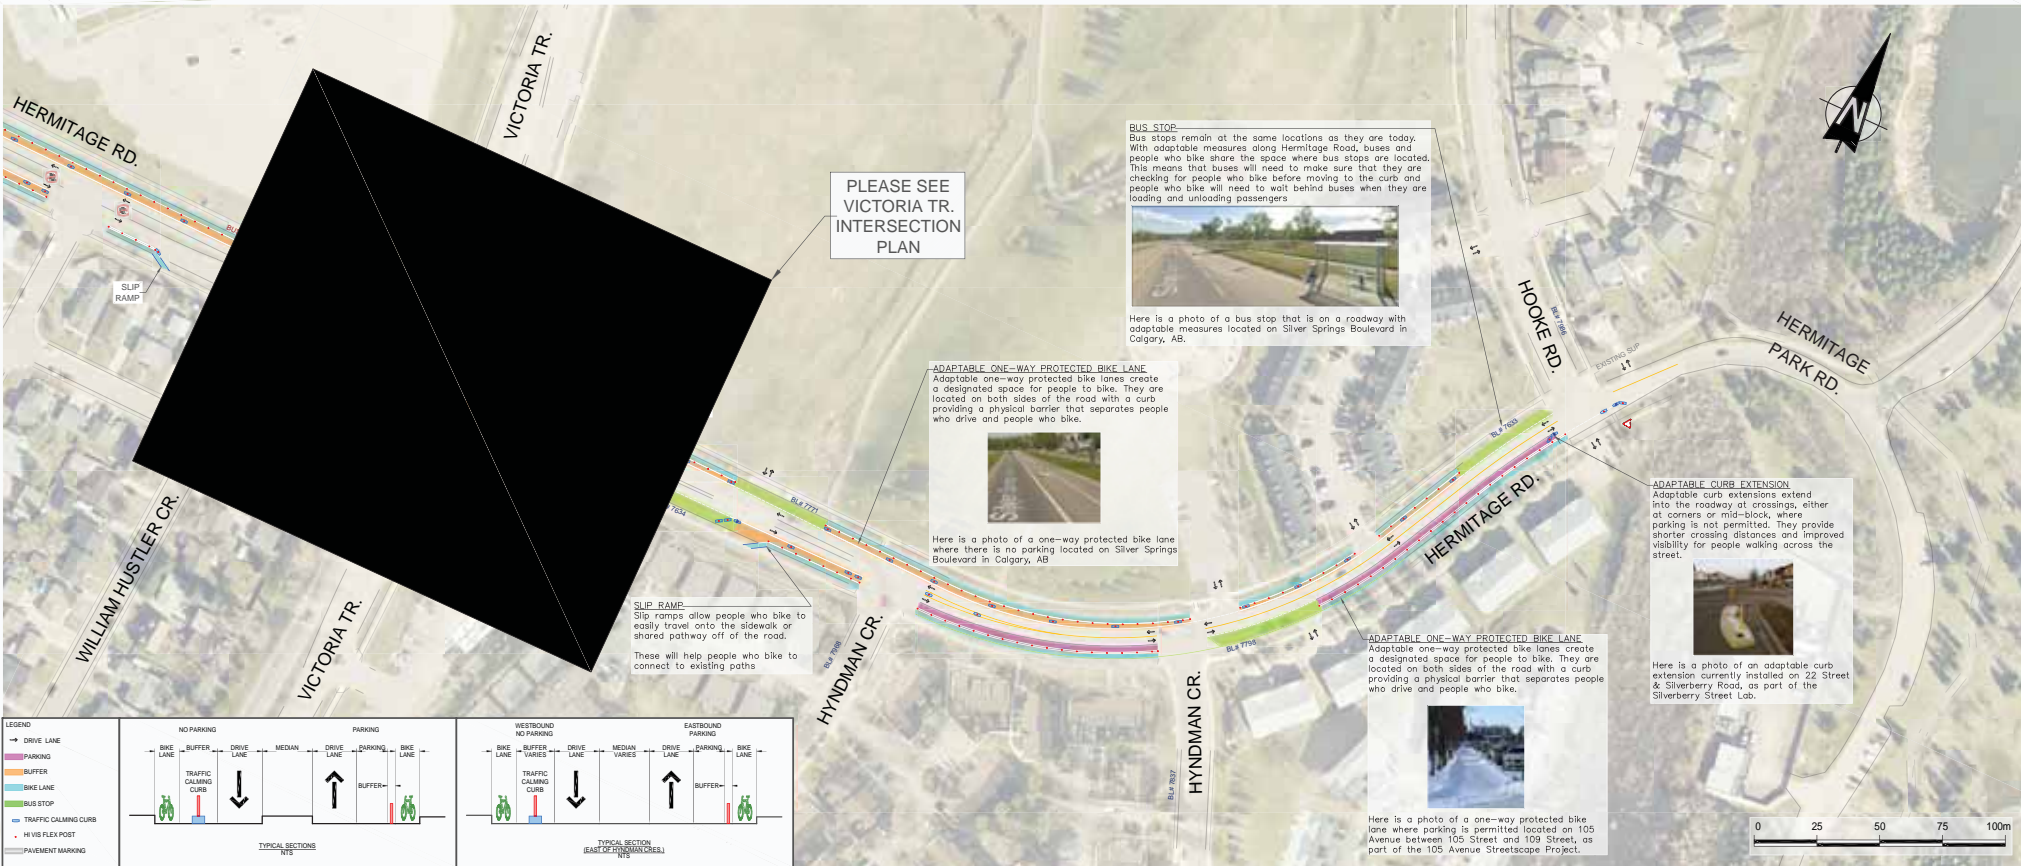 HERMITAGE RD.
VICTORIA TR.
SLIP
RAMP
PLEASE SEE
VICTORIA TR.
INTERSECTION
PLAN
BUS STOP
Bus stops remain at the same locations as they are today.
With adaptable measures along Hermitage Road, buses and
people who bike share the space where bus stops are located.
This means that buses will need to make sure that they are
checking for people who bike before moving to the curb and
people who bike will need to wait behind buses when they are
loading and unloading passengers
Here is a photo of a bus stop that is on a roadway with
adaptable measures located on Silver Springs Boulevard in
Calgary, AB.
N
HOOKE RD.
BL# 7986
EXISTING SUP
HERMITAGE
PARK RD.
ADAPTABLE ONE-WAY PROTECTED BIKE LANE
Adaptable one-way protected bike lanes create
a designated space for people to bike. They are
located on both sides of the road with a curb
providing a physical barrier that separates people
who drive and people who bike.
Here is a photo of a one-way protected bike lane
where there is no parking located on Silver Springs
Boulevard in Calgary, AB
BL# 7633
BL# 7771
7634
HERMITAGE RD.
ADAPTABLE CURB EXTENSION
Adaptable curb extensions extend
into the roadway at crossings, either
at corners or mid-block, where
parking is not permitted. They provide
shorter crossing distances and improved
visibility for people walking across the
street.
Here is a photo of an adaptable curb
extension currently installed on 22 Street
& Silverberry Road, as part of the
Silverberry Street Lab.
WILLIAM HUSTLER CR.
VICTORIA TR.
SLIP RAMP
Slip ramps allow people who bike to
easily travel onto the sidewalk or
shared pathway off of the road.
These will help people who bike to
connect to existing paths
BL# 7908
HYNDMAN CR.
BL# 7798
HYNDMAN CR.
BL# 7837
ADAPTABLE ONE-WAY PROTECTED BIKE LANE
Adaptable one-way protected bike lanes create
a designated space for people to bike. They are
ocated on both sides of the road with a curb
providing a physical barrier that separates people
who drive and people who bike.
Here is a photo of a one-way protected bike
lane where parking is permitted located on 105
Avenue between 105 Street and 109 Street, as
part of the 105 Avenue Streetscape Project.
LEGEND
DRIVE LANE
PARKING
BUFFER
BIKE LANE
BUS STOP
TRAFFIC CALMING CURB
HI VIS FLEX POST
PAVEMENT MARKING
NO PARKING
PARKING
BIKE LANE
BUFFER
DRIVE LANE
MEDIAN
DRIVE LANE
PARKING
BIKE LANE
TRAFFIC CALMING CURB
BUFFER
TYPICAL SECTIONS
NTS
WESTBOUND
NO PARKING
EASTBOUND
PARKING
BIKE LANE
BUFFER VARIES
DRIVE LANE
MEDIAN VARIES
DRIVE LANE
PARKING
BIKE LANE
TRAFFIC CALMING CURB
BUFFER
TYPICAL SECTION
(EAST OF HYNDMAN CRES.)
NTS
0 25 50 75 100m